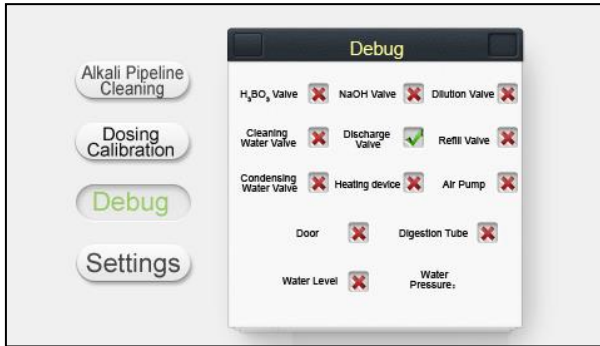 Debug
Alkali Pipeline
Cleaning
Dosing
Calibration
Debug
Settings
H₃BO₃ Valve NaOH Valve Dilution Valve
Cleaning
Water Valve
Discharge
Valve
Refill Valve
Condensing
Water Valve
Heating device Air Pump
Door Digestion Tube
Water Level
Water
Pressure: